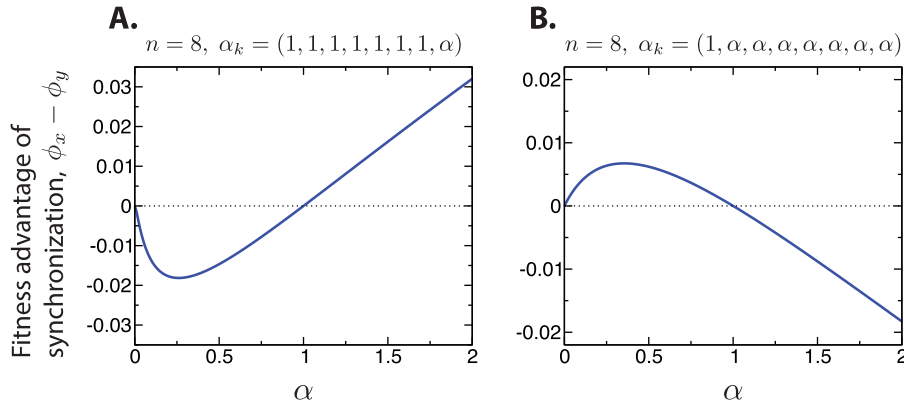 A.
n = 8, α_k = (1, 1, 1, 1, 1, 1, 1, α)
Fitness advantage of
synchronization, ϕ_x − ϕ_y
0.03
0.02
0.01
0
-0.01
-0.02
-0.03
0 0.5 1 1.5 2
α
B.
n = 8, α_k = (1, α, α, α, α, α, α, α)
0.02
0.01
0
-0.01
-0.02
0 0.5 1 1.5 2
α